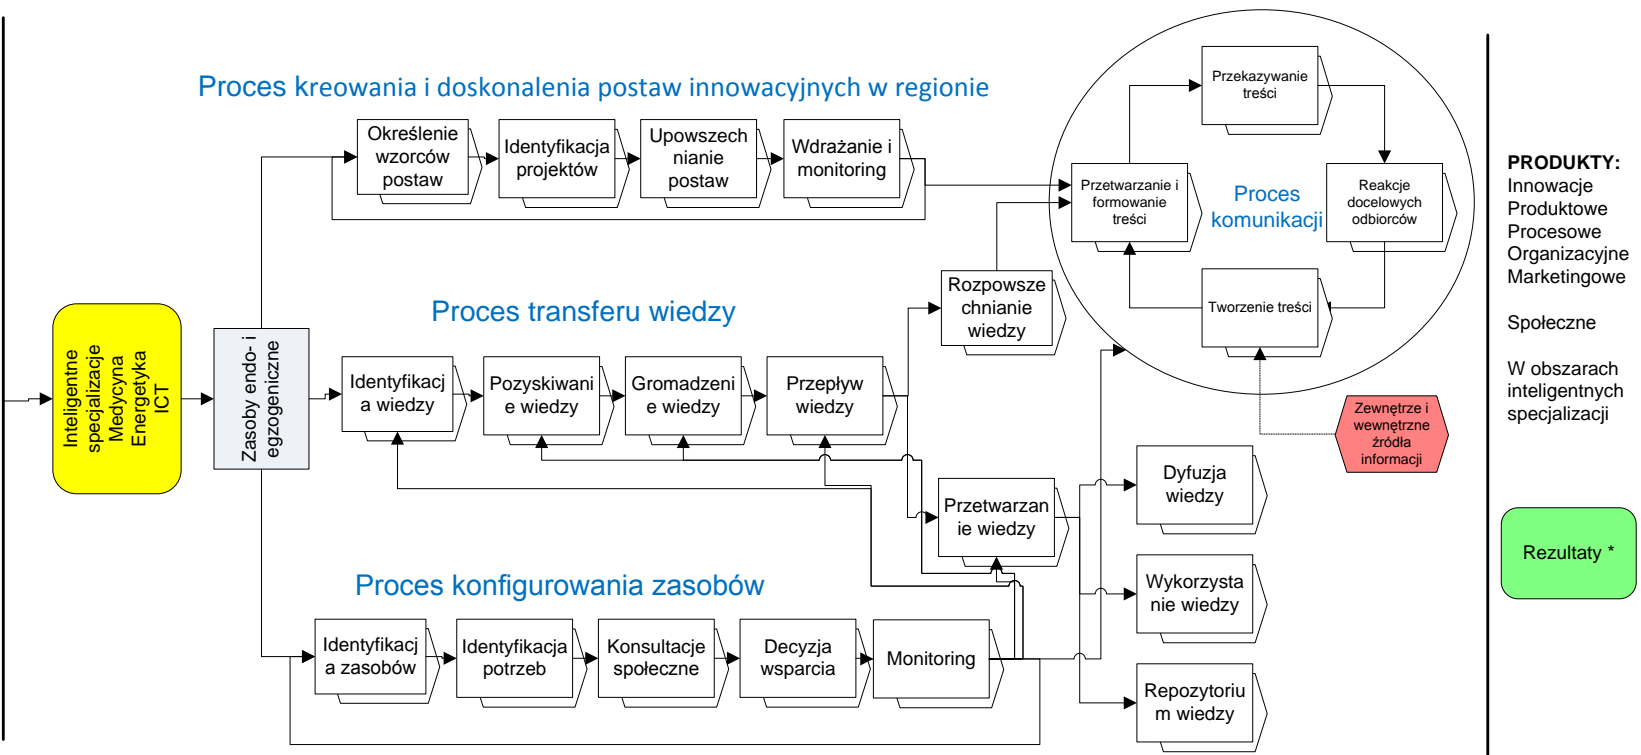 Proces kreowania i doskonalenia postaw innowacyjnych w regionie
Określenie
wzorców
postaw
Identyfikacja
projektów
Upowszech
nianie
postaw
Wdrażanie i
monitoring
Przekazywanie
treści
Przetwarzanie i
formowanie
treści
Proces
komunikacji
Reakcje
docelowych
odbiorców
Tworzenie treści
Zewnętrze i
wewnętrzne
źródła
informacji
Inteligentne
specjalizacje
Medycyna
Energetyka
ICT
Zasoby endo- i
egzogeniczne
Proces transferu wiedzy
Identyfikacj
a wiedzy
Pozyskiwani
e wiedzy
Gromadzeni
e wiedzy
Przepływ
wiedzy
Rozpowsze
chnianie
wiedzy
Przetwarzan
ie wiedzy
Dyfuzja
wiedzy
Wykorzysta
nie wiedzy
Repozytoriu
m wiedzy
Proces konfigurowania zasobów
Identyfikacj
a zasobów
Identyfikacja
potrzeb
Konsultacje
społeczne
Decyzja
wsparcia
Monitoring
PRODUKTY:
Innowacje
Produktowe
Procesowe
Organizacyjne
Marketingowe
Społeczne
W obszarach
inteligentnych
specjalizacji
Rezultaty *